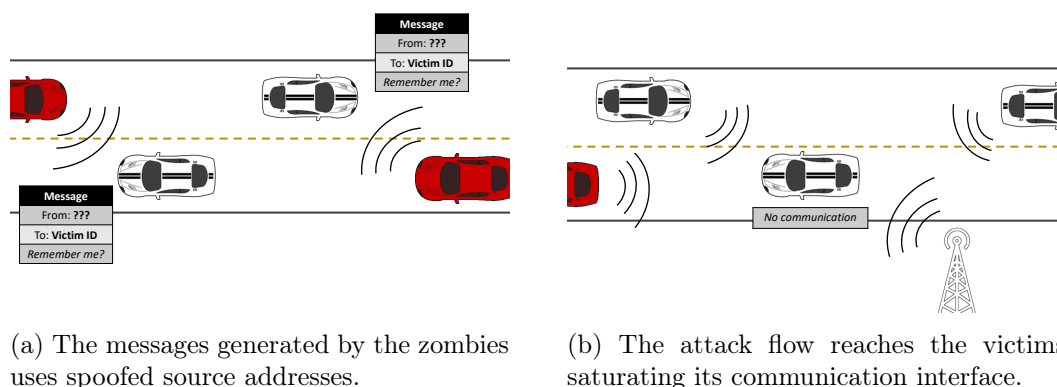 Message
From: ???
To: Victim ID
Remember me?
Message
From: ???
To: Victim ID
Remember me?
No communication
(a) The messages generated by the zombies
uses spoofed source addresses.
(b) The attack flow reaches the victims
saturating its communication interface.